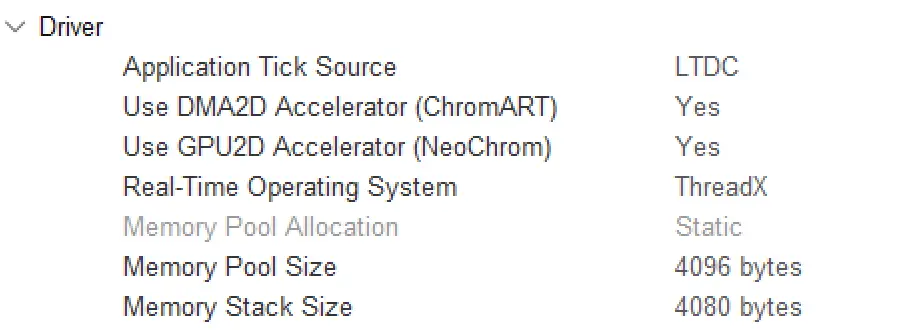 Driver
Application Tick Source LTDC
Use DMA2D Accelerator (ChromART) Yes
Use GPU2D Accelerator (NeoChrom) Yes
Real-Time Operating System ThreadX
Memory Pool Allocation Static
Memory Pool Size 4096 bytes
Memory Stack Size 4080 bytes